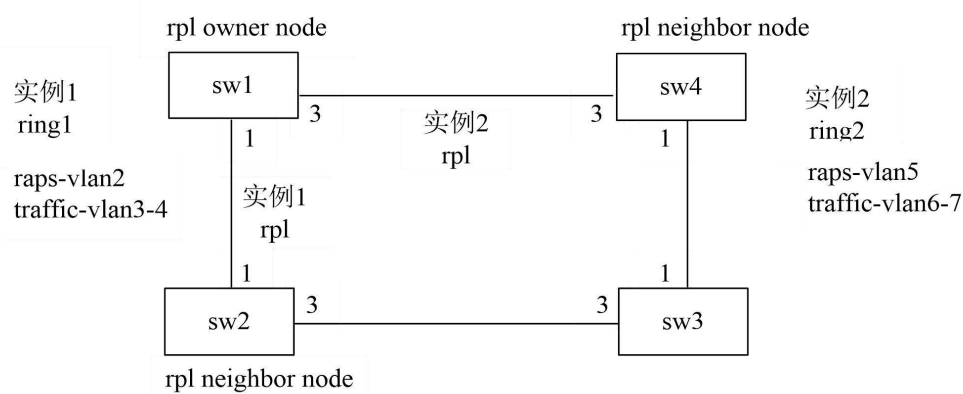 rpl owner node
rpl neighbor node
sw1
sw4
实例1
ring1
raps-vlan2
traffic-vlan3-4
3
3
实例2
rpl
1
1
实例2
ring2
raps-vlan5
traffic-vlan6-7
实例1
rpl
1
1
sw2
3
3
sw3
rpl neighbor node